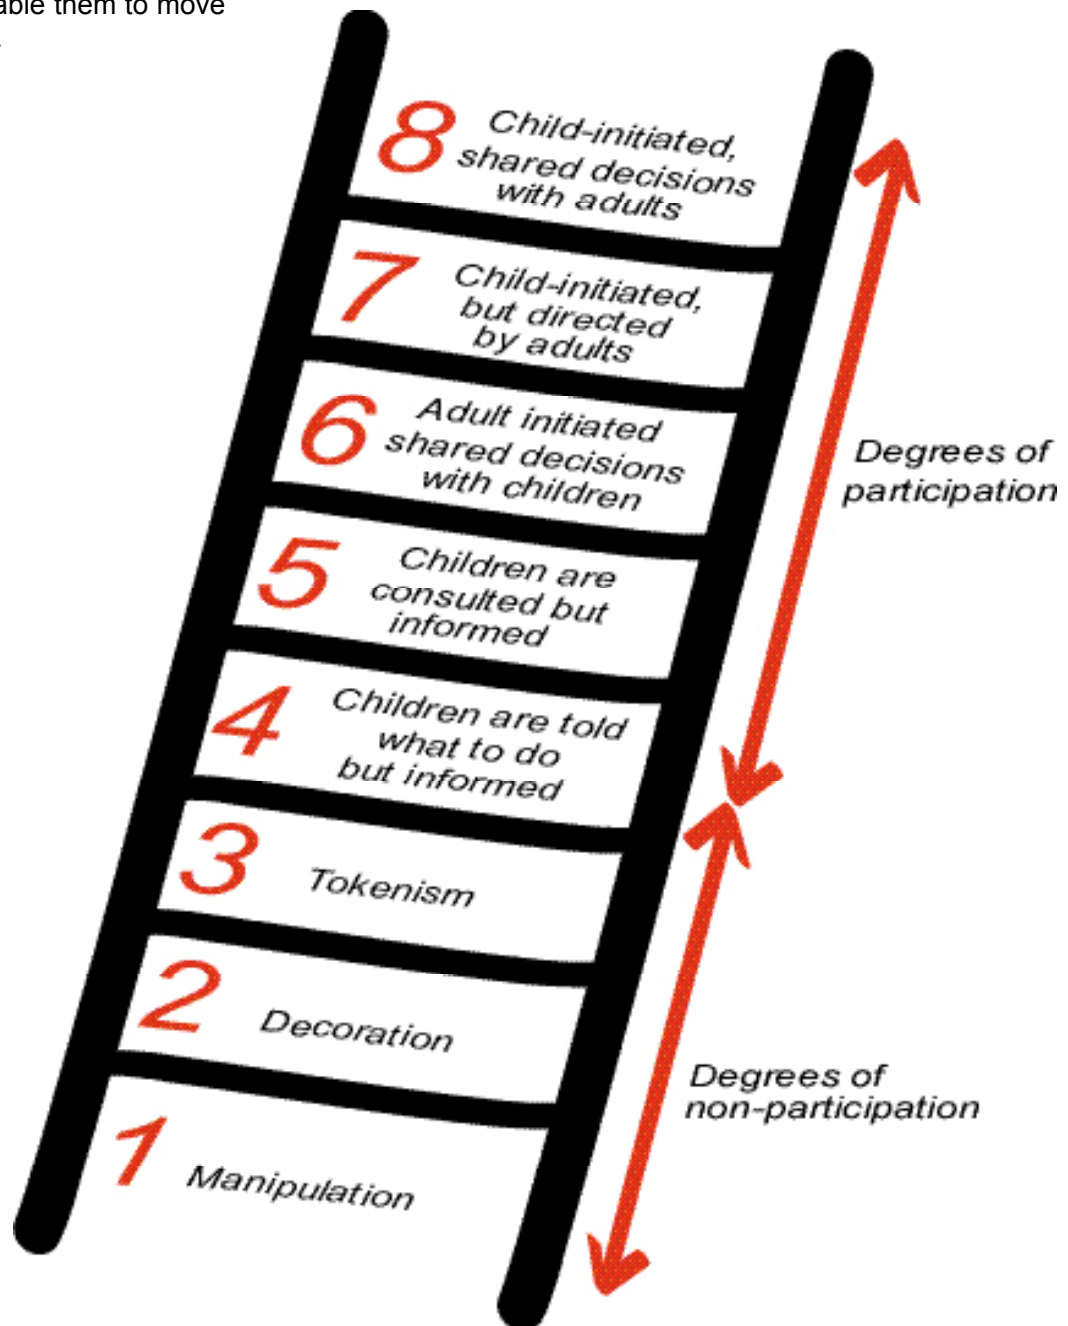 able them to move
.
8 Child-initiated,
shared decisions
with adults
7 Child-initiated,
but directed
by adults
6 Adult initiated
shared decisions
with children
5 Children are
consulted but
informed
4 Children are told
what to do
but informed
3 Tokenism
2 Decoration
1 Manipulation
Degrees of
participation
Degrees of
non-participation